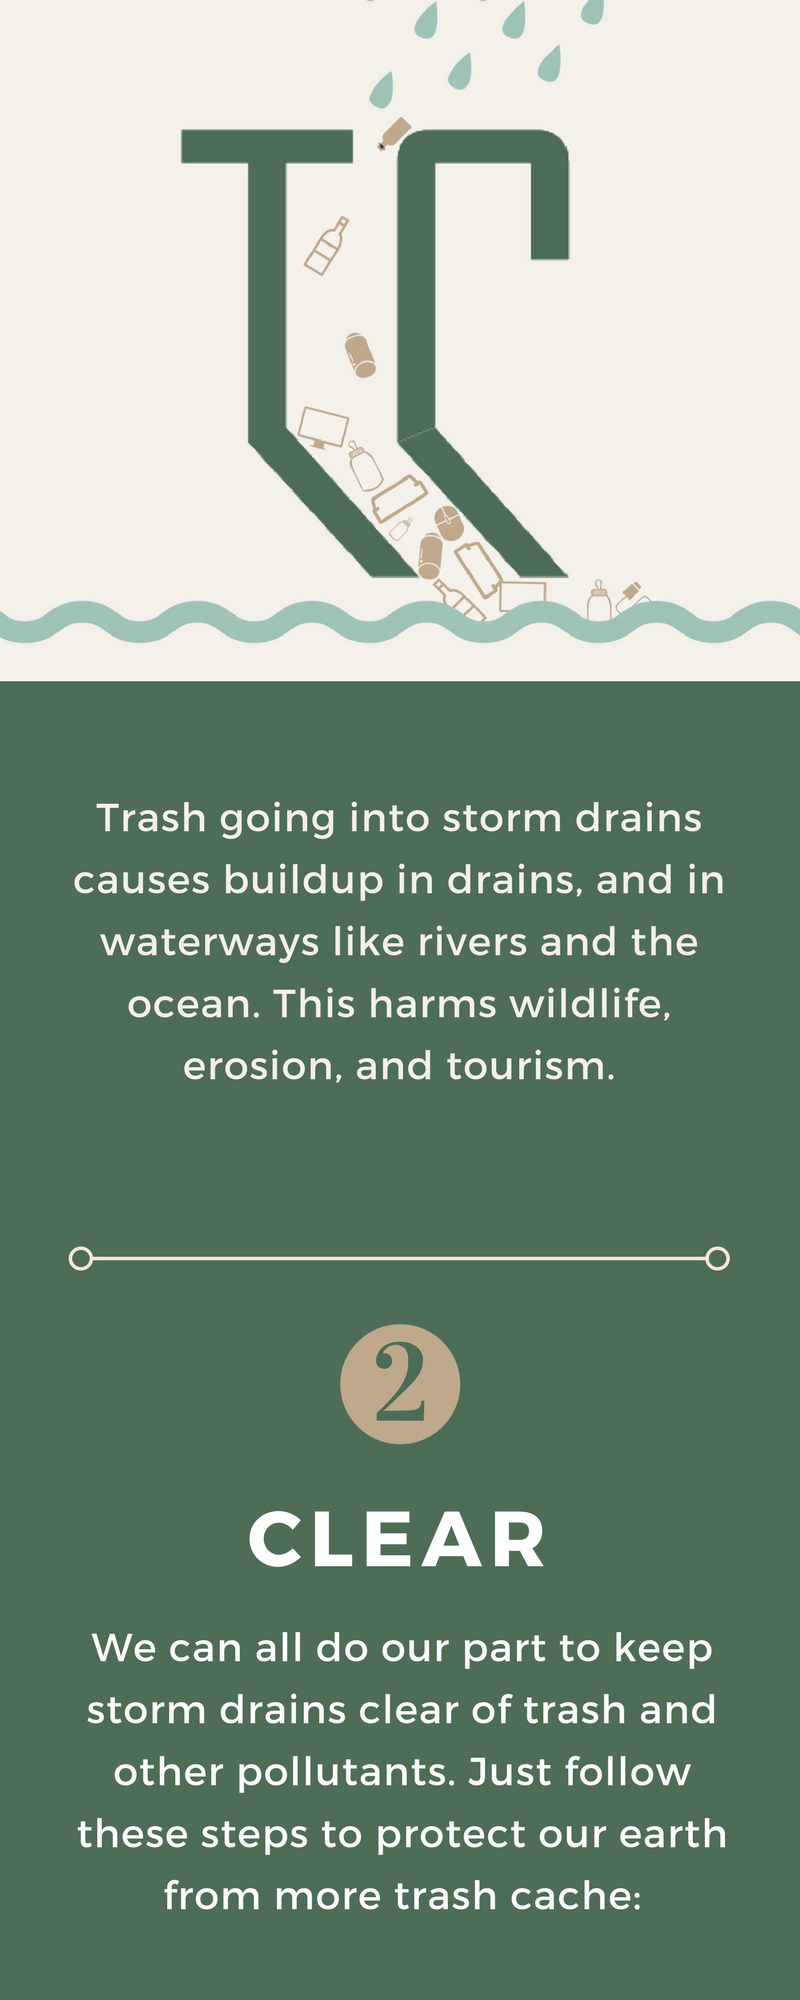 TC
Trash going into storm drains
causes buildup in drains, and in
waterways like rivers and the
ocean. This harms wildlife,
erosion, and tourism.
2
CLEAR
We can all do our part to keep
storm drains clear of trash and
other pollutants. Just follow
these steps to protect our earth
from more trash cache: